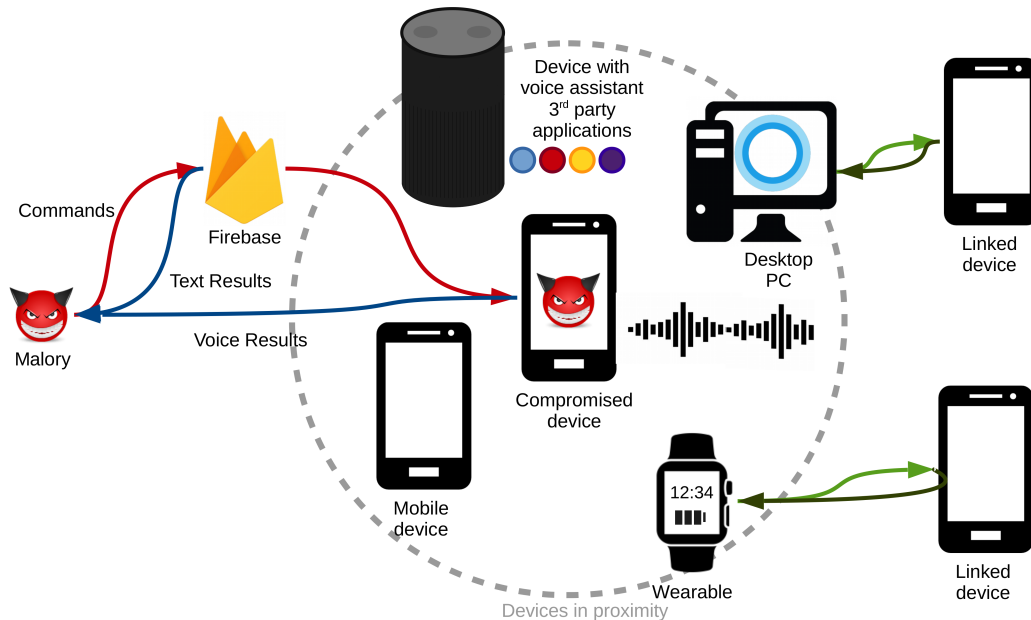 Device with
voice assistant
3rd party
applications
Commands
Firebase
Linked
device
Desktop
PC
Text Results
Voice Results
Malory
Compromised
device
12:34
Mobile
device
Linked
device
Wearable
Devices in proximity